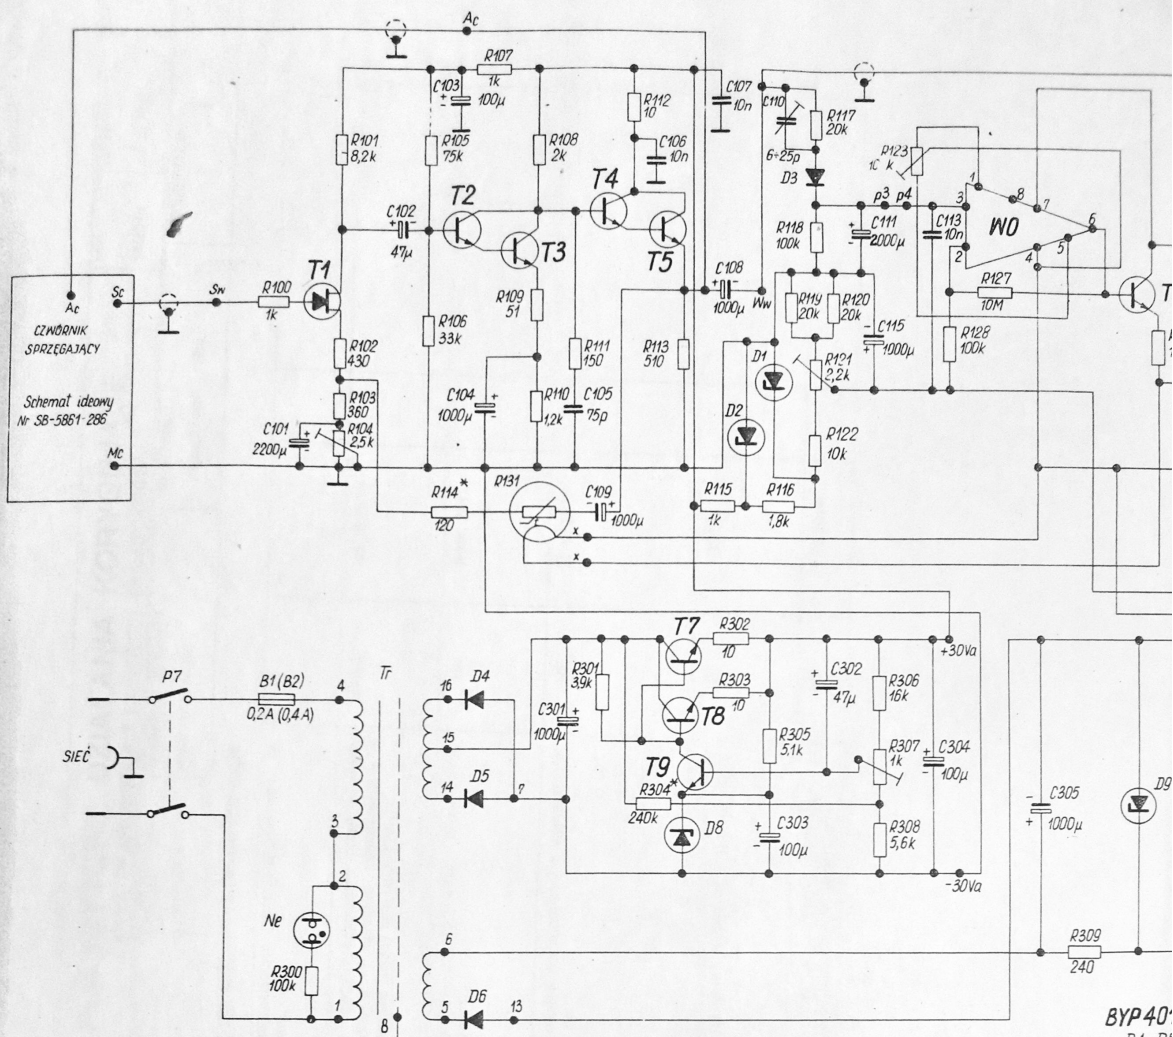 Ac
R107
1k
C103
100µ
R112
10
C107
10n
C110
6÷25p
R117
20k
R101
8,2k
R105
75k
R108
2k
C106
10n
D3
R123
T2
T4
T3
T5
C102
47µ
R118
100k
p3 p4
C111
2000µ
C113
10n
WO
1
8
7
3
2
6
4
5
T1
Ac
Sc
Sw
R100
1k
CZWÓRNIK
SPRZĘGAJĄCY
Schemat ideowy
Nr SB-5861-286
Mc
R109
51
C108
1000µ
Ww
R119
20k
R120
20k
R127
10M
R128
100k
C115
1000µ
R106
33k
R102
430
R103
360
R104
2,5k
C101
2200µ
C104
1000µ
R111
150
R110
1,2k
C105
75p
R113
510
D1
D2
R121
2,2k
R122
10k
R114*
120
R131
C109
1000µ
R115
1k
R116
1,8k
x
x
T7
R302
10
+30Va
P7
B1(B2)
0,2A (0,4A)
4
Tr
16
D4
15
14
D5
7
C301
1000µ
R301
3,9k
T8
R303
10
C302
47µ
R306
16k
R305
5,1k
R307
1k
C304
100µ
T9
R304*
240k
D8
C303
100µ
R308
5,6k
-30Va
C305
1000µ
D9
SIEĆ
3
2
Ne
R300
100k
1
8
6
5
D6
13
R309
240
BYP401